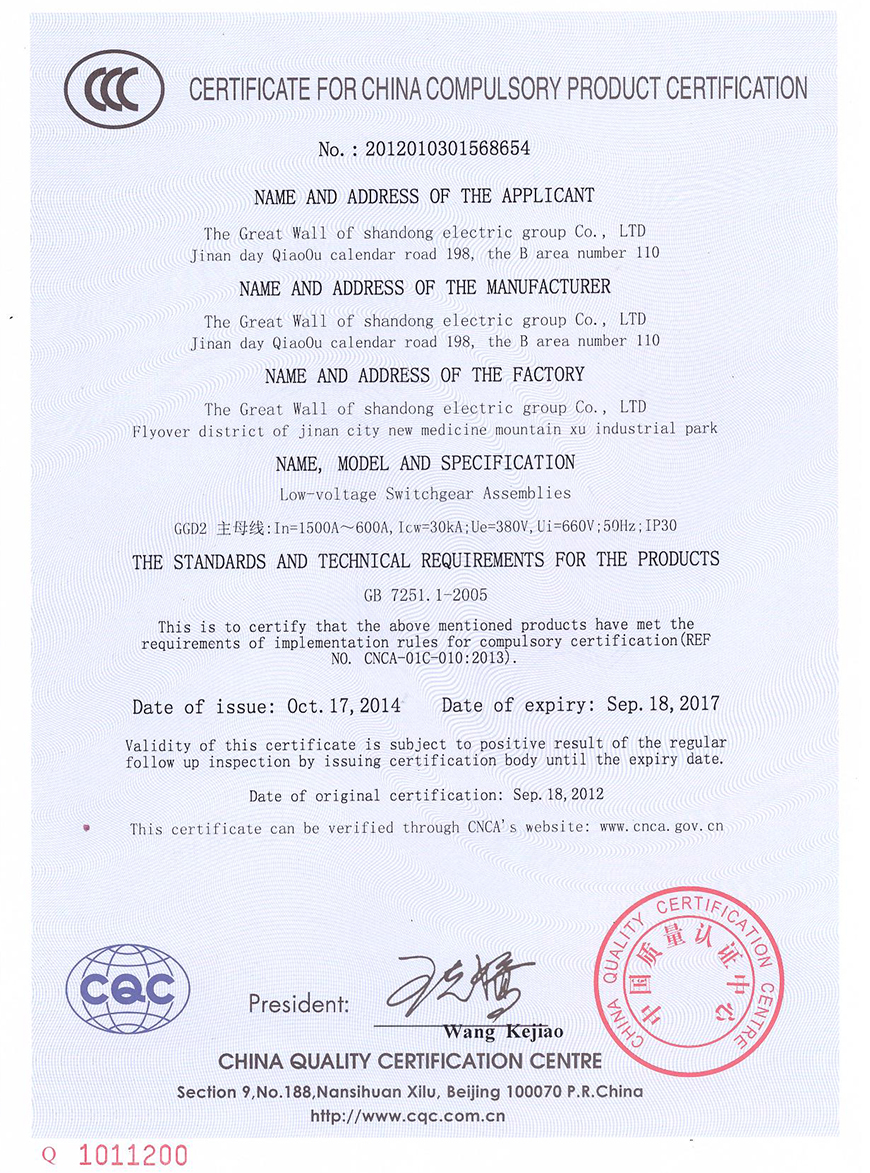 CCC
CERTIFICATE FOR CHINA COMPULSORY PRODUCT CERTIFICATION
No.: 2012010301568654
NAME AND ADDRESS OF THE APPLICANT
The Great Wall of shandong electric group Co., LTD
Jinan day QiaoOu calendar road 198, the B area number 110
NAME AND ADDRESS OF THE MANUFACTURER
The Great Wall of shandong electric group Co., LTD
Jinan day QiaoOu calendar road 198, the B area number 110
NAME AND ADDRESS OF THE FACTORY
The Great Wall of shandong electric group Co., LTD
Flyover district of jinan city new medicine mountain xu industrial park
NAME, MODEL AND SPECIFICATION
Low-voltage Switchgear Assemblies
GGD2 主母线:In=1500A～600A,Icw=30kA;Ue=380V,Ui=660V;50Hz;IP30
THE STANDARDS AND TECHNICAL REQUIREMENTS FOR THE PRODUCTS
GB 7251.1-2005
This is to certify that the above mentioned products have met the
requirements of implementation rules for compulsory certification(REF
NO. CNCA-01C-010:2013).
Date of issue: Oct.17,2014 Date of expiry: Sep.18,2017
Validity of this certificate is subject to positive result of the regular
follow up inspection by issuing certification body until the expiry date.
Date of original certification: Sep.18,2012
This certificate can be verified through CNCA's website: www.cnca.gov.cn
CHINA QUALITY CERTIFICATION CENTRE
中国质量认证中心
CQC
President:
王克娇
Wang Kejiao
CHINA QUALITY CERTIFICATION CENTRE
Section 9,No.188,Nansihuan Xilu, Beijing 100070 P.R.China
http://www.cqc.com.cn
Q 1011200